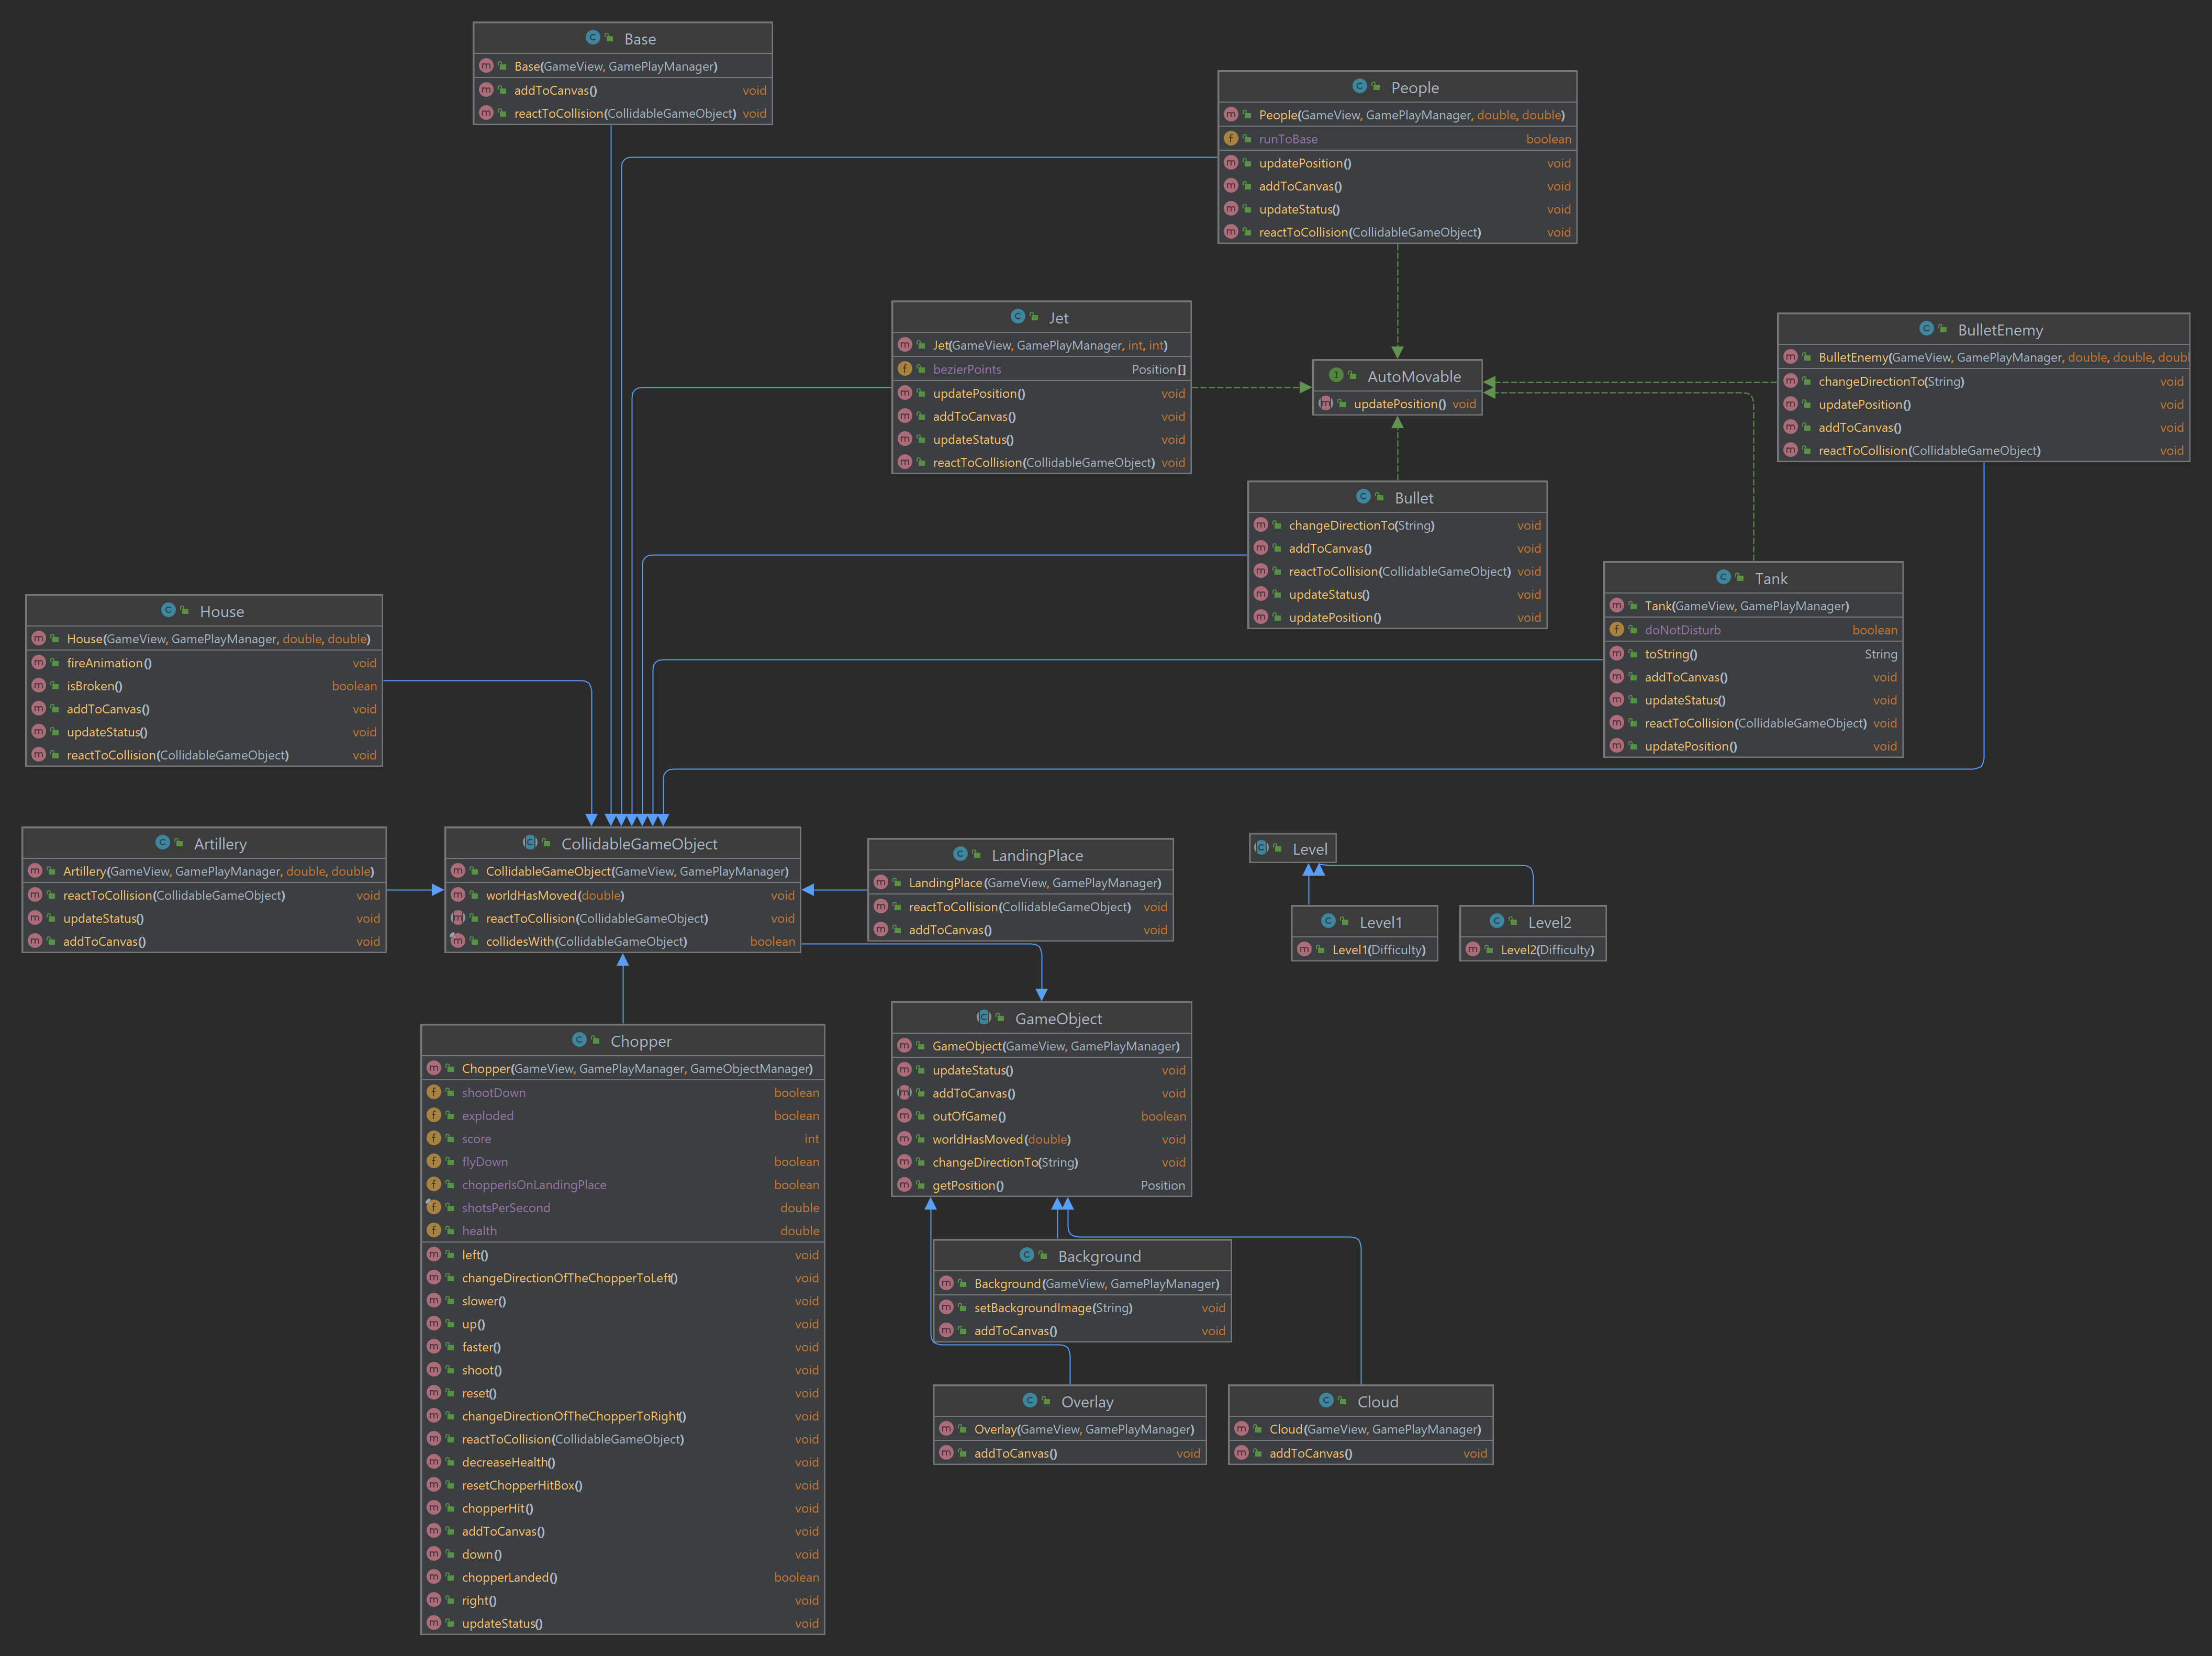 Base
Base(GameView, GamePlayManager)
addToCanvas() void
reactToCollision(CollidableGameObject) void
People
People(GameView, GamePlayManager, double, double)
runToBase boolean
updatePosition() void
addToCanvas() void
updateStatus() void
reactToCollision(CollidableGameObject) void
Jet
Jet(GameView, GamePlayManager, int, int)
bezierPoints Position[]
updatePosition() void
addToCanvas() void
updateStatus() void
reactToCollision(CollidableGameObject) void
AutoMovable
updatePosition() void
BulletEnemy
BulletEnemy(GameView, GamePlayManager, double, double, doubl
changeDirectionTo(String) void
updatePosition() void
addToCanvas() void
reactToCollision(CollidableGameObject) void
Bullet
changeDirectionTo(String) void
addToCanvas() void
reactToCollision(CollidableGameObject) void
updateStatus() void
updatePosition() void
Tank
Tank(GameView, GamePlayManager)
doNotDisturb boolean
toString() String
addToCanvas() void
updateStatus() void
reactToCollision(CollidableGameObject) void
updatePosition() void
House
House(GameView, GamePlayManager, double, double)
fireAnimation() void
isBroken() boolean
addToCanvas() void
updateStatus() void
reactToCollision(CollidableGameObject) void
Artillery
Artillery(GameView, GamePlayManager, double, double)
reactToCollision(CollidableGameObject) void
updateStatus() void
addToCanvas() void
CollidableGameObject
CollidableGameObject(GameView, GamePlayManager)
worldHasMoved(double) void
reactToCollision(CollidableGameObject) void
collidesWith(CollidableGameObject) boolean
LandingPlace
LandingPlace(GameView, GamePlayManager)
reactToCollision(CollidableGameObject) void
addToCanvas() void
Level
Level1
Level1(Difficulty)
Level2
Level2(Difficulty)
Chopper
Chopper(GameView, GamePlayManager, GameObjectManager)
shootDown boolean
exploded boolean
score int
flyDown boolean
chopperIsOnLandingPlace boolean
shotsPerSecond double
health double
left() void
changeDirectionOfTheChopperToLeft() void
slower() void
up() void
faster() void
shoot() void
reset() void
changeDirectionOfTheChopperToRight() void
reactToCollision(CollidableGameObject) void
decreaseHealth() void
resetChopperHitBox() void
chopperHit() void
addToCanvas() void
down() void
chopperLanded() boolean
right() void
updateStatus() void
GameObject
GameObject(GameView, GamePlayManager)
updateStatus() void
addToCanvas() void
outOfGame() boolean
worldHasMoved(double) void
changeDirectionTo(String) void
getPosition() Position
Background
Background(GameView, GamePlayManager)
setBackgroundImage(String) void
addToCanvas() void
Overlay
Overlay(GameView, GamePlayManager)
addToCanvas() void
Cloud
Cloud(GameView, GamePlayManager)
addToCanvas() void